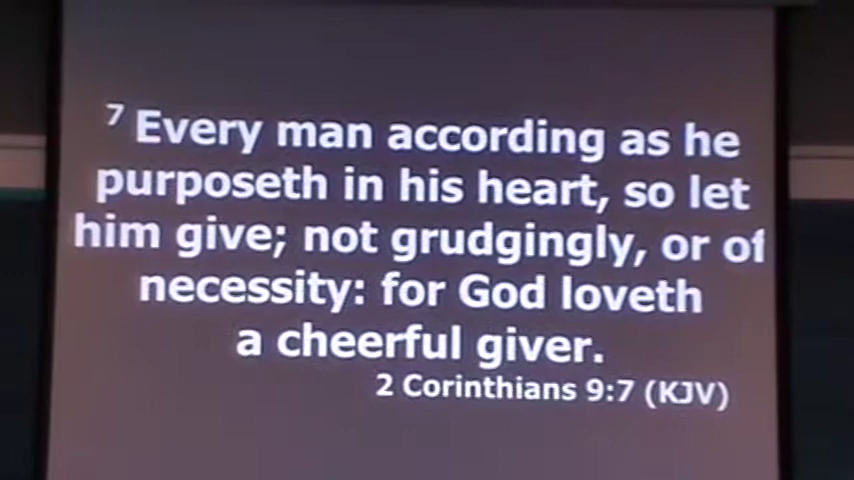 7 Every man according as he
purposeth in his heart, so let
him give; not grudgingly, or of
necessity: for God loveth
a cheerful giver.
2 Corinthians 9:7 (KJV)